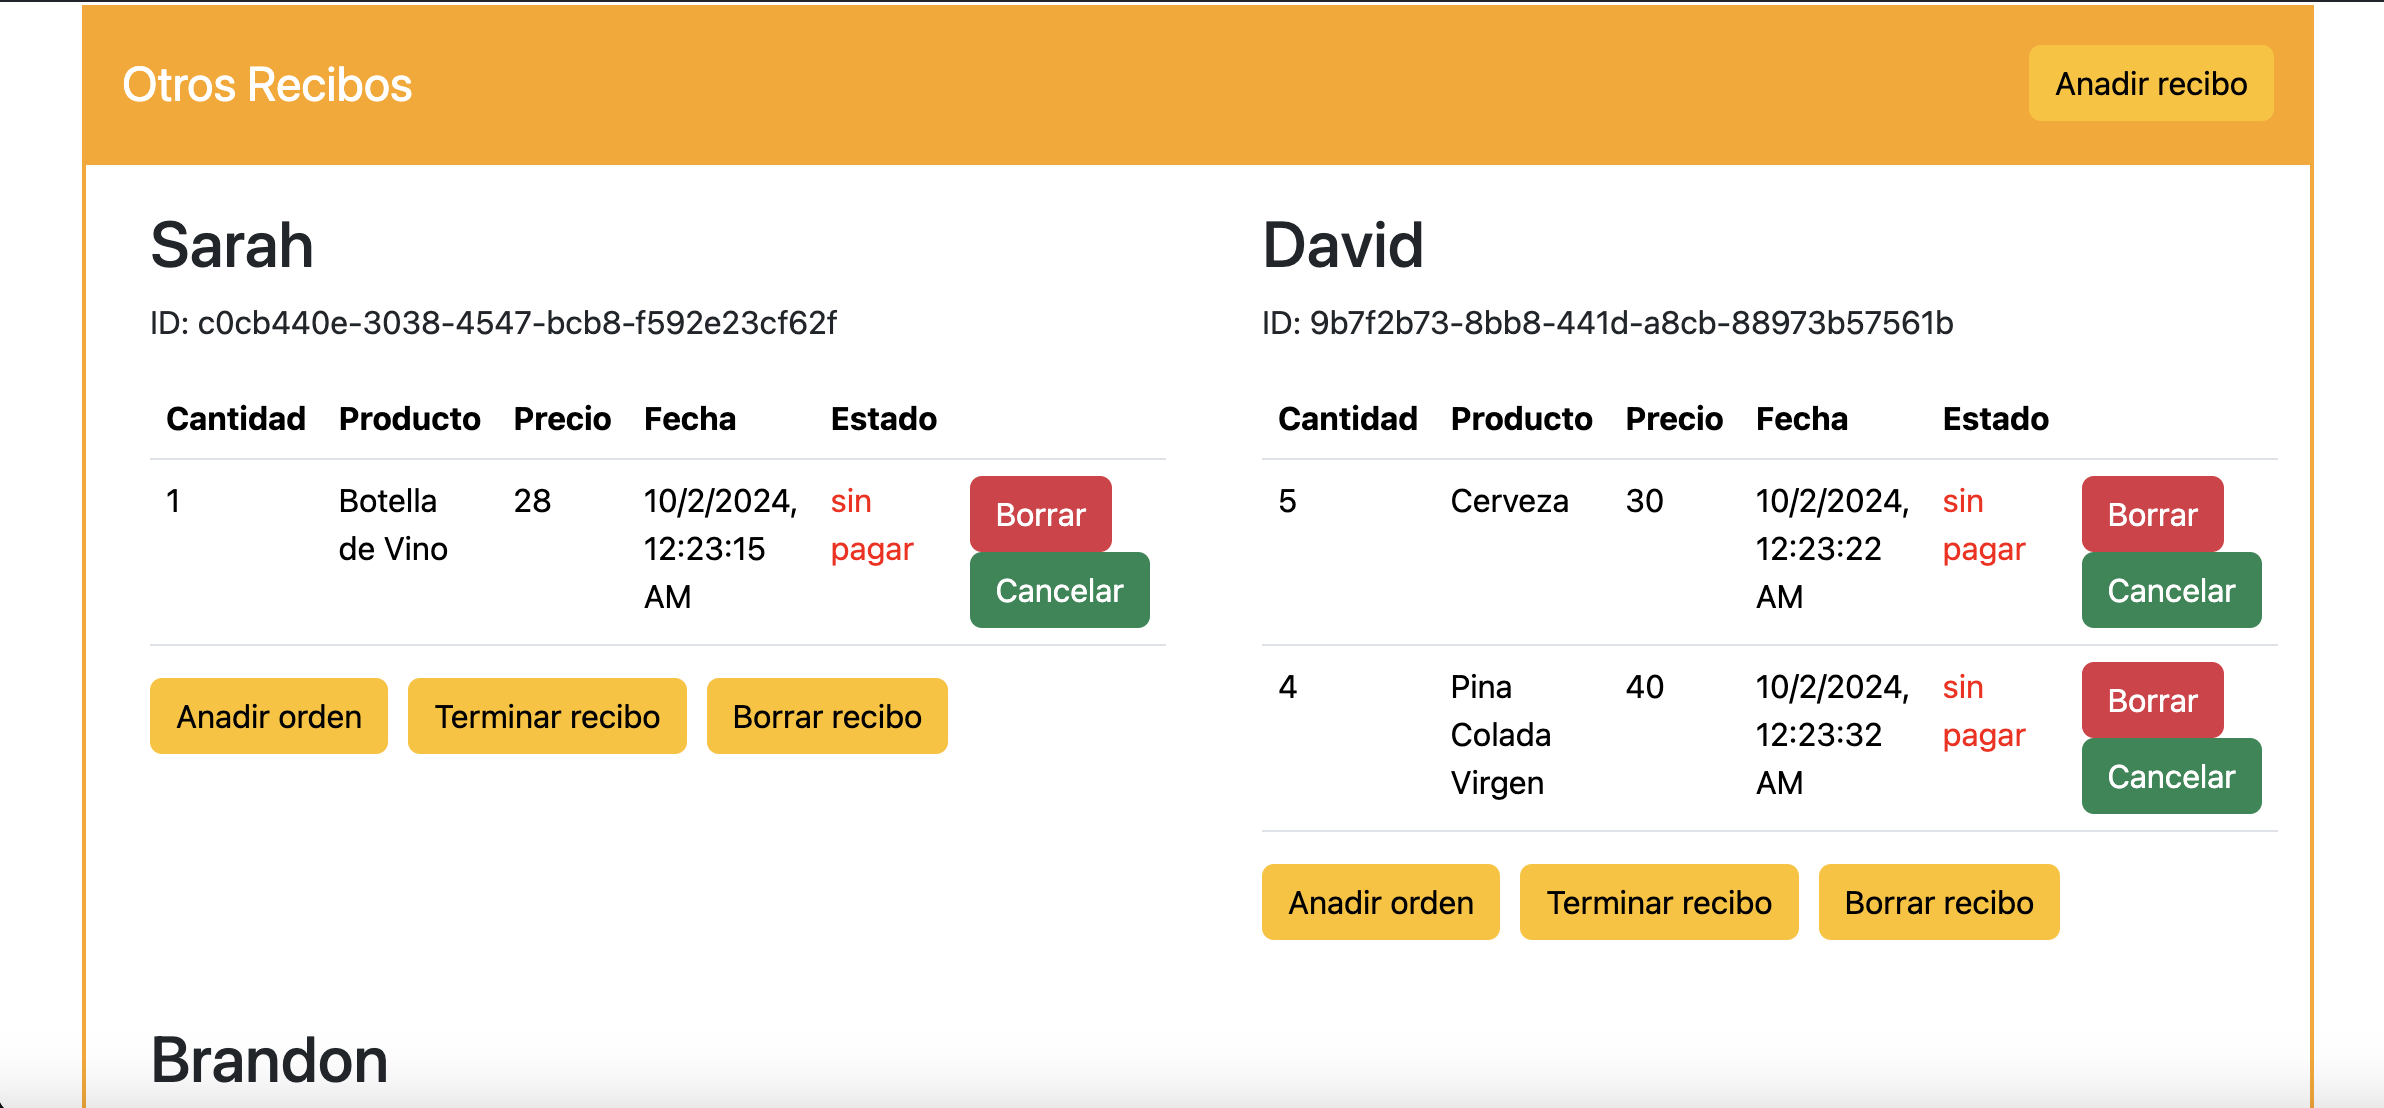 Otros Recibos
Anadir recibo
Sarah
ID: c0cb440e-3038-4547-bcb8-f592e23cf62f
Cantidad Producto Precio Fecha Estado
1 Botella 28 10/2/2024, sin Borrar
de Vino 12:23:15 pagar
AM Cancelar
Anadir orden Terminar recibo Borrar recibo
David
ID: 9b7f2b73-8bb8-441d-a8cb-88973b57561b
Cantidad Producto Precio Fecha Estado
5 Cerveza 30 10/2/2024, sin Borrar
12:23:22 pagar
AM Cancelar
4 Pina 40 10/2/2024, sin Borrar
Colada 12:23:32 pagar
Virgen AM Cancelar
Anadir orden Terminar recibo Borrar recibo
Brandon